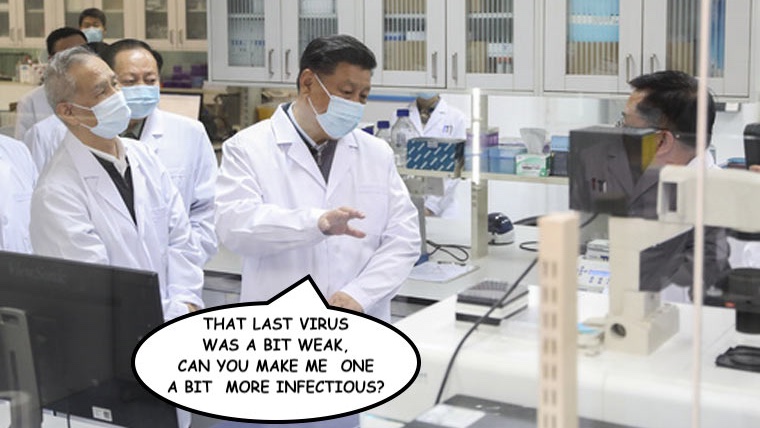 THAT LAST VIRUS
WAS A BIT WEAK,
CAN YOU MAKE ME ONE
A BIT MORE INFECTIOUS?